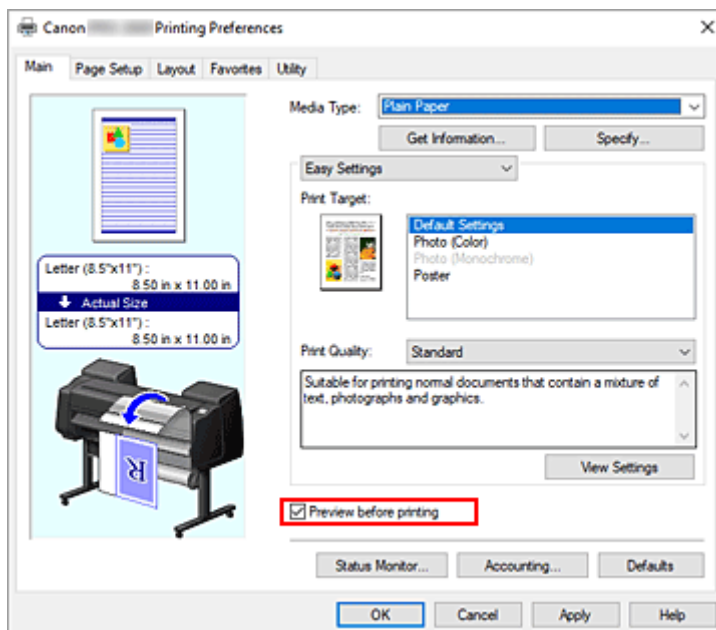 Canon Printing Preferences
Main Page Setup Layout Favorites Utility
Media Type: Plain Paper
Get Information... Specify...
Easy Settings
Print Target:
Default Settings
Photo (Color)
Photo (Monochrome)
Poster
Letter (8.5"x11") :
8.50 in x 11.00 in
Actual Size
Letter (8.5"x11") :
8.50 in x 11.00 in
Print Quality: Standard
Suitable for printing normal documents that contain a mixture of
text, photographs and graphics.
View Settings
R
Preview before printing
Status Monitor... Accounting... Defaults
OK Cancel Apply Help